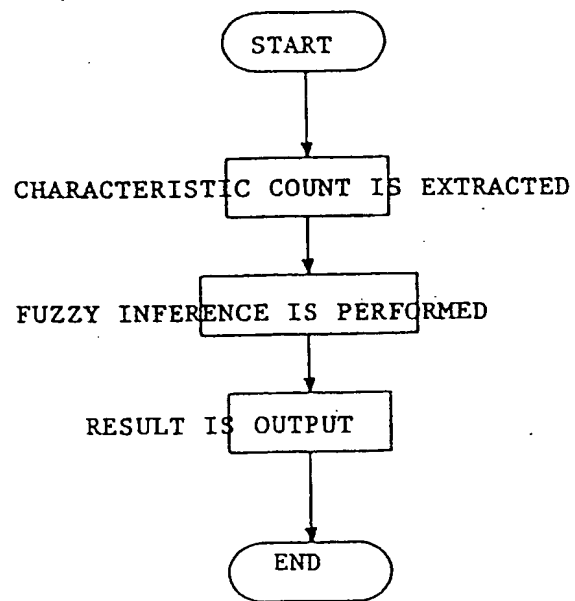 START
CHARACTERISTIC COUNT IS EXTRACTED
FUZZY INFERENCE IS PERFORMED
RESULT IS OUTPUT
END